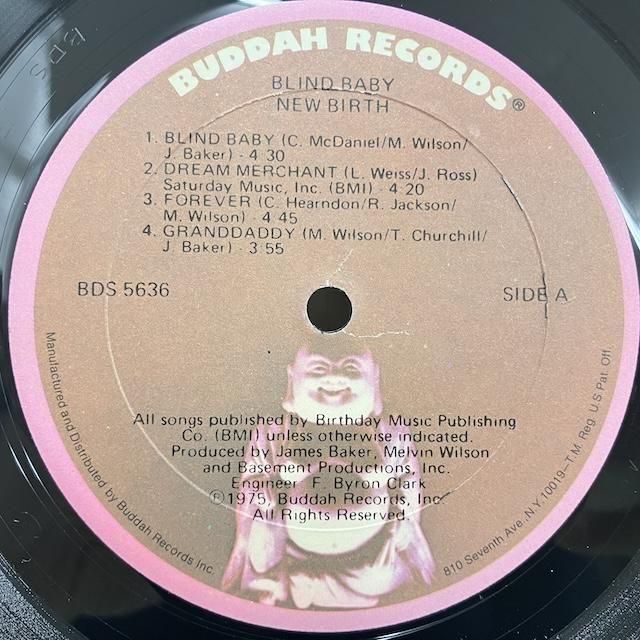 BDS
BUDDAH RECORDS®
BLIND BABY
NEW BIRTH
1. BLIND BABY (C. McDaniel/M. Wilson/
J. Baker) - 4:30
2. DREAM MERCHANT (L. Weiss/J. Ross)
Saturday Music, Inc. (BMI) - 4:20
3. FOREVER (C. Hearndon/R. Jackson/
M. Wilson) - 4:45
4. GRANDDADDY (M. Wilson/T. Churchill/
J. Baker) - 3:55
BDS 5636
SIDE A
All songs published by Birthday Music Publishing
Co. (BMI) unless otherwise indicated.
Produced by James Baker, Melvin Wilson
and Basement Productions, Inc.
Engineer F. Byron Clark
℗1975, Buddah Records, Inc.
All Rights Reserved.
Manufactured and Distributed by Buddah Records Inc.
810 Seventh Ave. N.Y. 10019—T.M. Reg. U.S. Pat. Off.